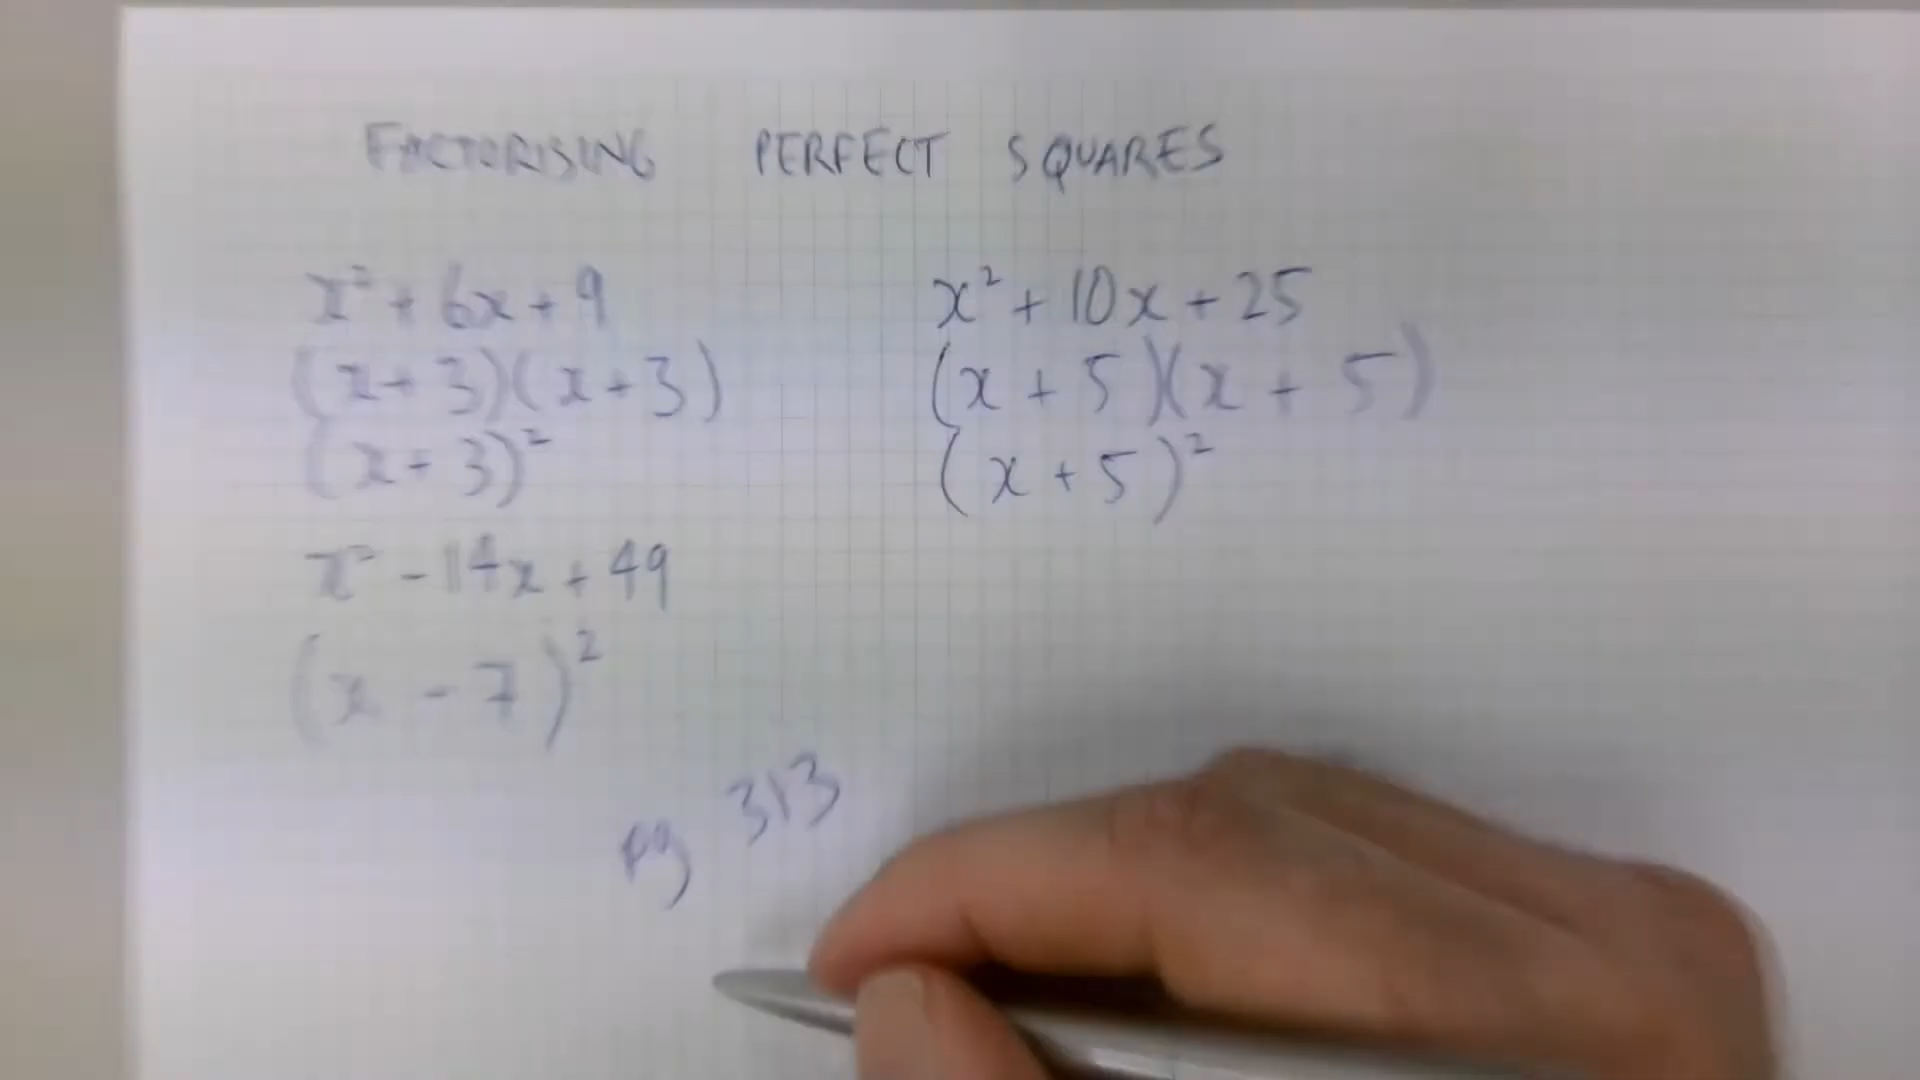 FACTORISING PERFECT SQUARES
x² + 6x + 9
(x + 3)(x + 3)
(x + 3)²
x² + 10x + 25
(x + 5)(x + 5)
(x + 5)²
x² - 14x + 49
(x - 7)²
pg 313